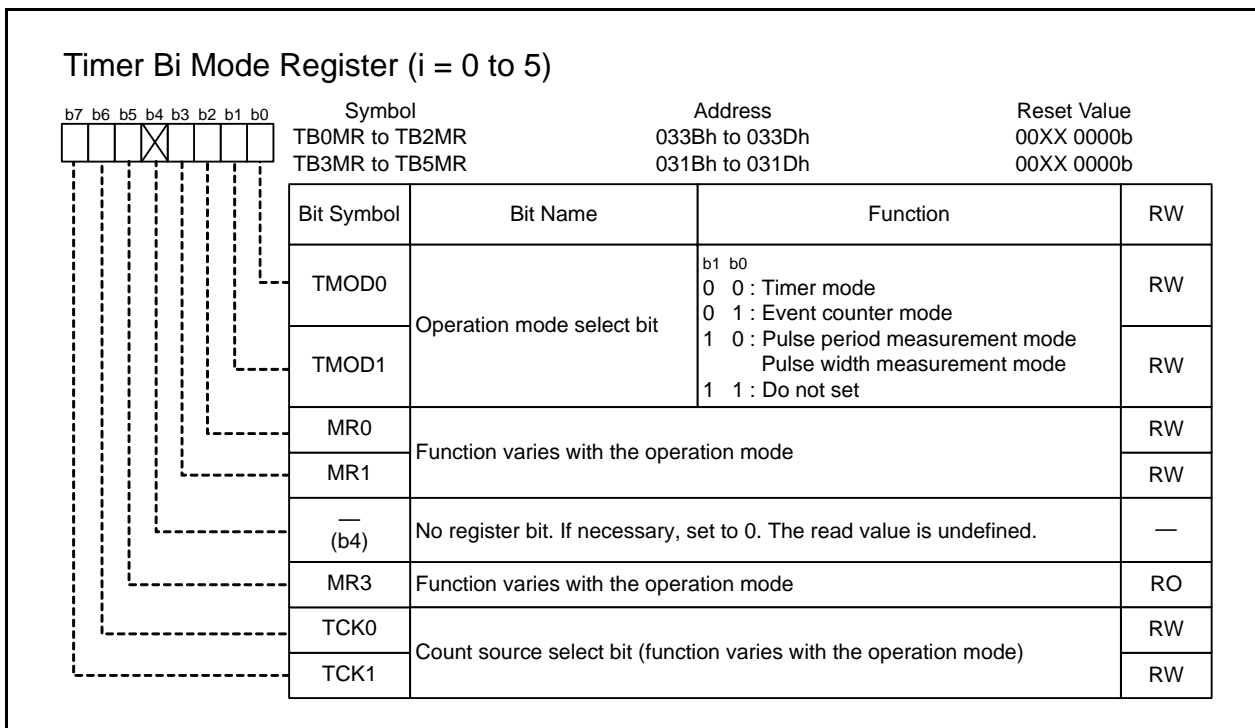 Timer Bi Mode Register (i = 0 to 5)
b7 b6 b5 b4 b3 b2 b1 b0
Symbol Address Reset Value
TB0MR to TB2MR 033Bh to 033Dh 00XX 0000b
TB3MR to TB5MR 031Bh to 031Dh 00XX 0000b
Bit Symbol Bit Name Function RW
TMOD0 RW
TMOD1 RW
Operation mode select bit
b1 b0
0 0 : Timer mode
0 1 : Event counter mode
1 0 : Pulse period measurement mode
Pulse width measurement mode
1 1 : Do not set
MR0 RW
MR1 RW
Function varies with the operation mode
—
(b4) No register bit. If necessary, set to 0. The read value is undefined. —
MR3 Function varies with the operation mode RO
TCK0 RW
TCK1 RW
Count source select bit (function varies with the operation mode)